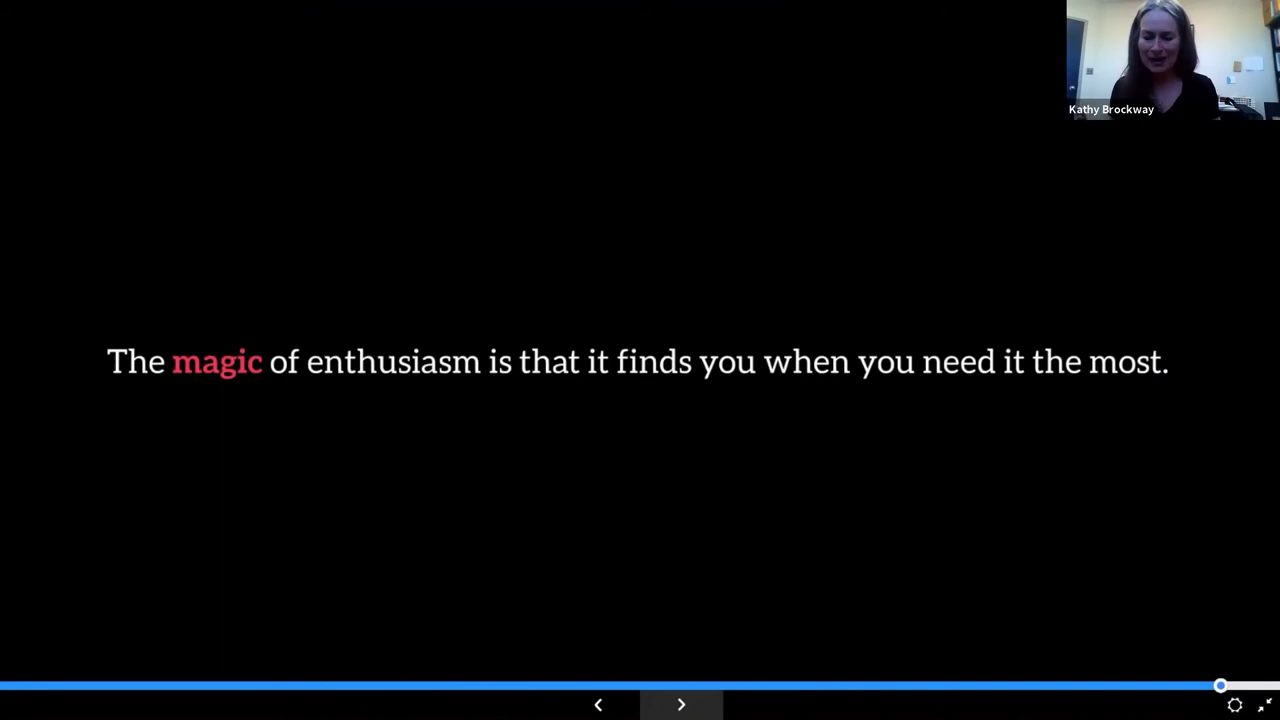 Kathy Brockway
The magic of enthusiasm is that it finds you when you need it the most.